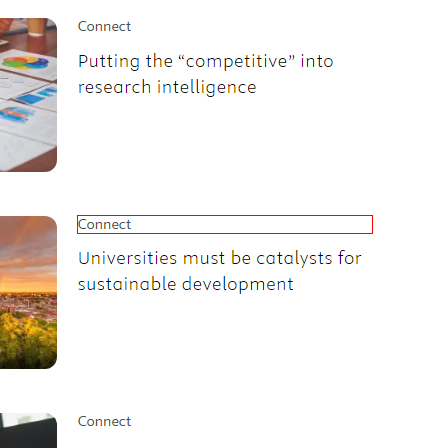 Connect
Putting the “competitive” into
research intelligence
Connect
Universities must be catalysts for
sustainable development
Connect